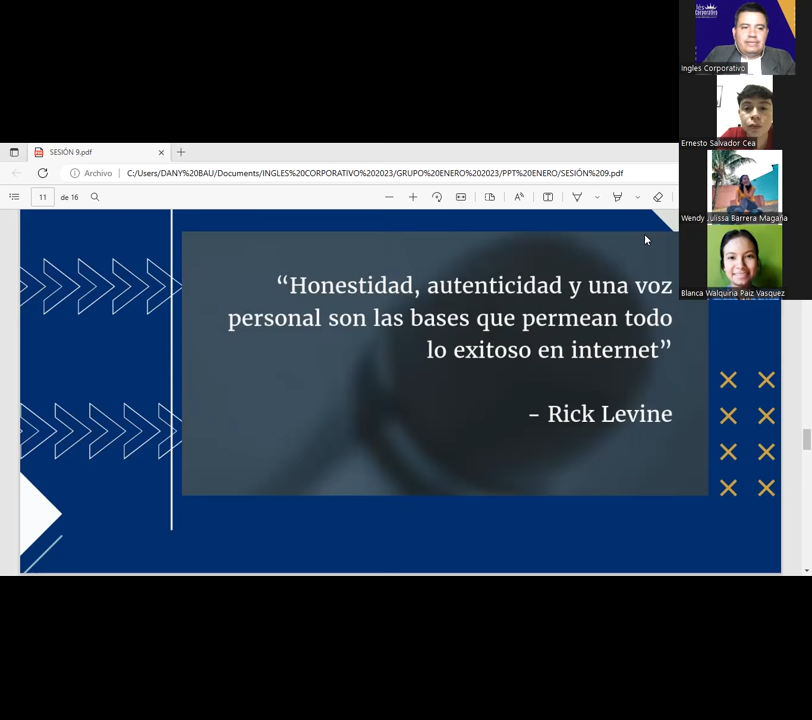 Inglés
Corporativo
Ingles Corporativo
Ernesto Salvador Cea
Wendy Julissa Barrera Magaña
Blanca Walquiria Paiz Vasquez
SESIÓN 9.pdf
Archivo
C:/Users/DANY%20BAU/Documents/INGLES%20CORPORATIVO%202023/GRUPO%20ENERO%202023/PPT%20ENERO/SESIÓN%209.pdf
11 de 16
“Honestidad, autenticidad y una voz
personal son las bases que permean todo
lo exitoso en internet”
- Rick Levine